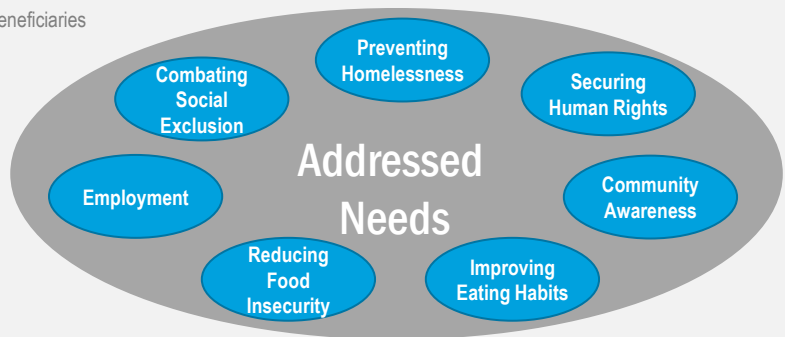 Preventing
Homelessness
Combating
Social
Exclusion
Securing
Human Rights
Addressed
Needs
Employment
Community
Awareness
Reducing
Food
Insecurity
Improving
Eating Habits